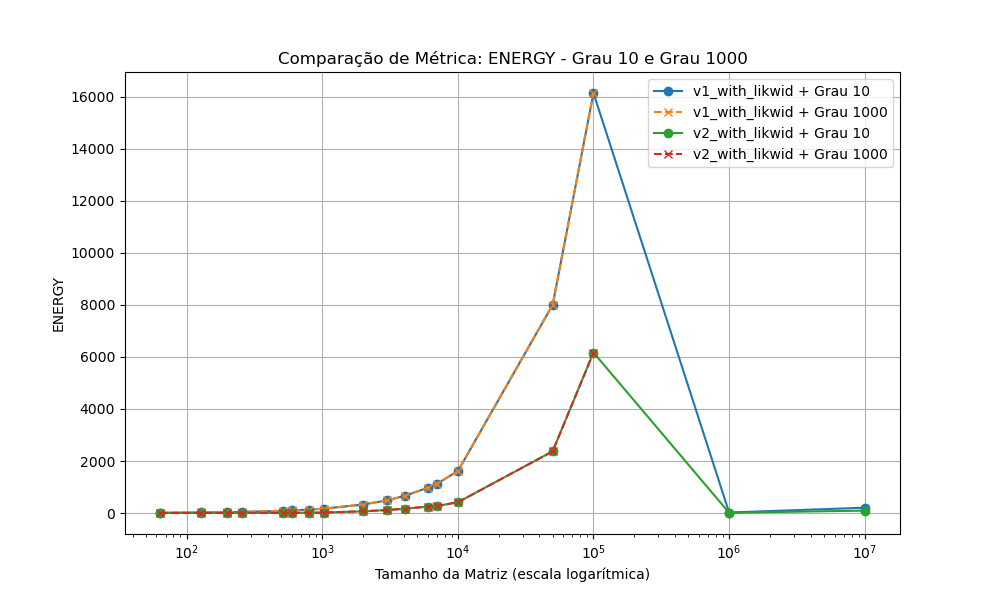 Comparação de Métrica: ENERGY - Grau 10 e Grau 1000
v1_with_likwid + Grau 10
v1_with_likwid + Grau 1000
v2_with_likwid + Grau 10
v2_with_likwid + Grau 1000
ENERGY
16000
14000
12000
10000
8000
6000
4000
2000
0
10²
10³
10⁴
10⁵
10⁶
10⁷
Tamanho da Matriz (escala logarítmica)